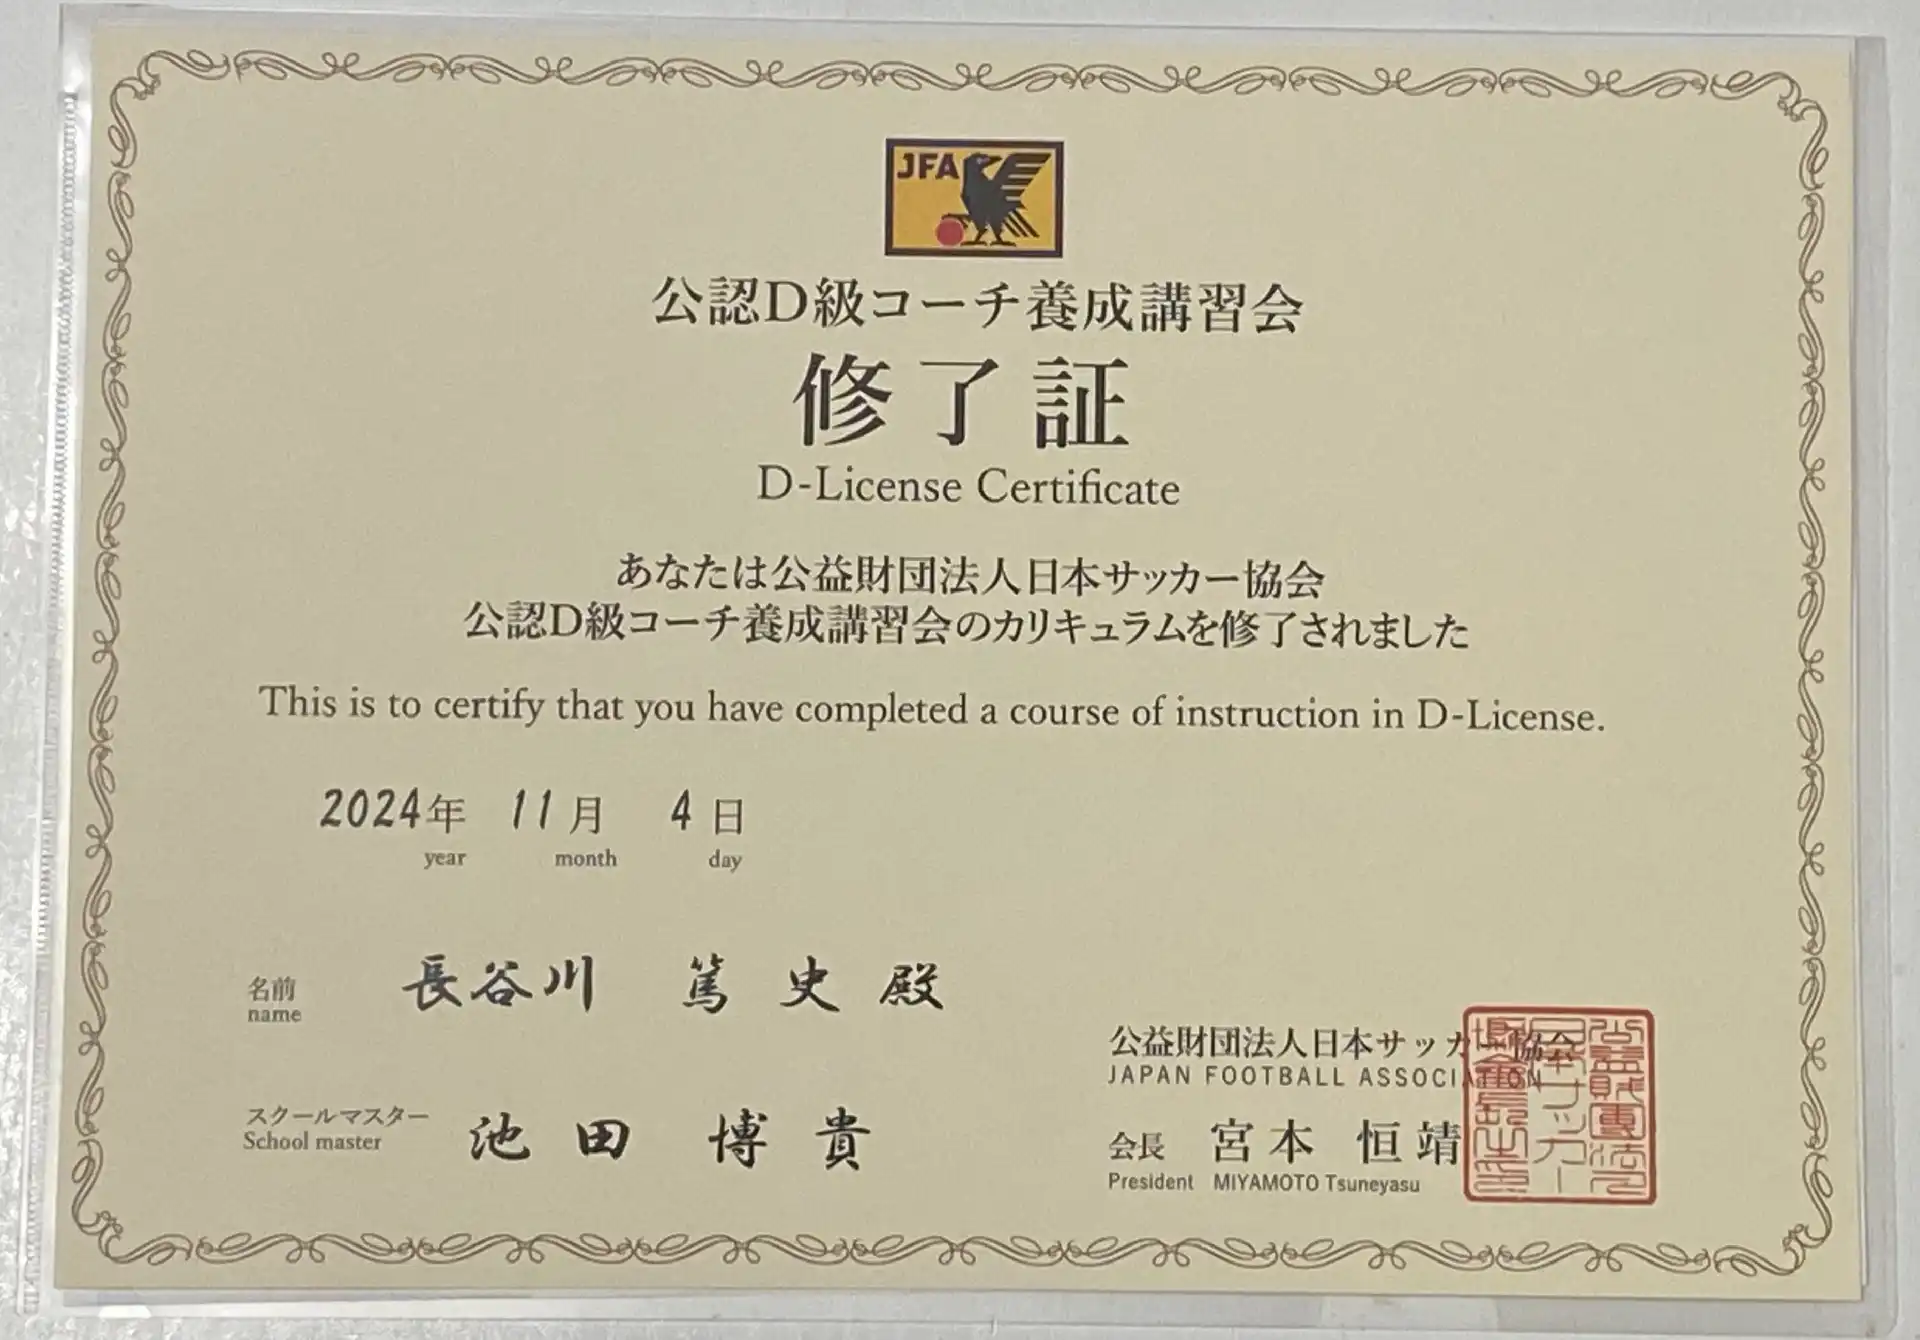 JFA
公認D級コーチ養成講習会
修了証
D-License Certificate
あなたは公益財団法人日本サッカー協会
公認D級コーチ養成講習会のカリキュラムを修了されました
This is to certify that you have completed a course of instruction in D-License.
2024年 11月 4日
year month day
名前 長谷川 篤史 殿
name
公益財団法人日本サッカー協会
JAPAN FOOTBALL ASSOCIATION
スクールマスター 池田 博貴
School master
会長 宮本 恒靖
President MIYAMOTO Tsuneyasu